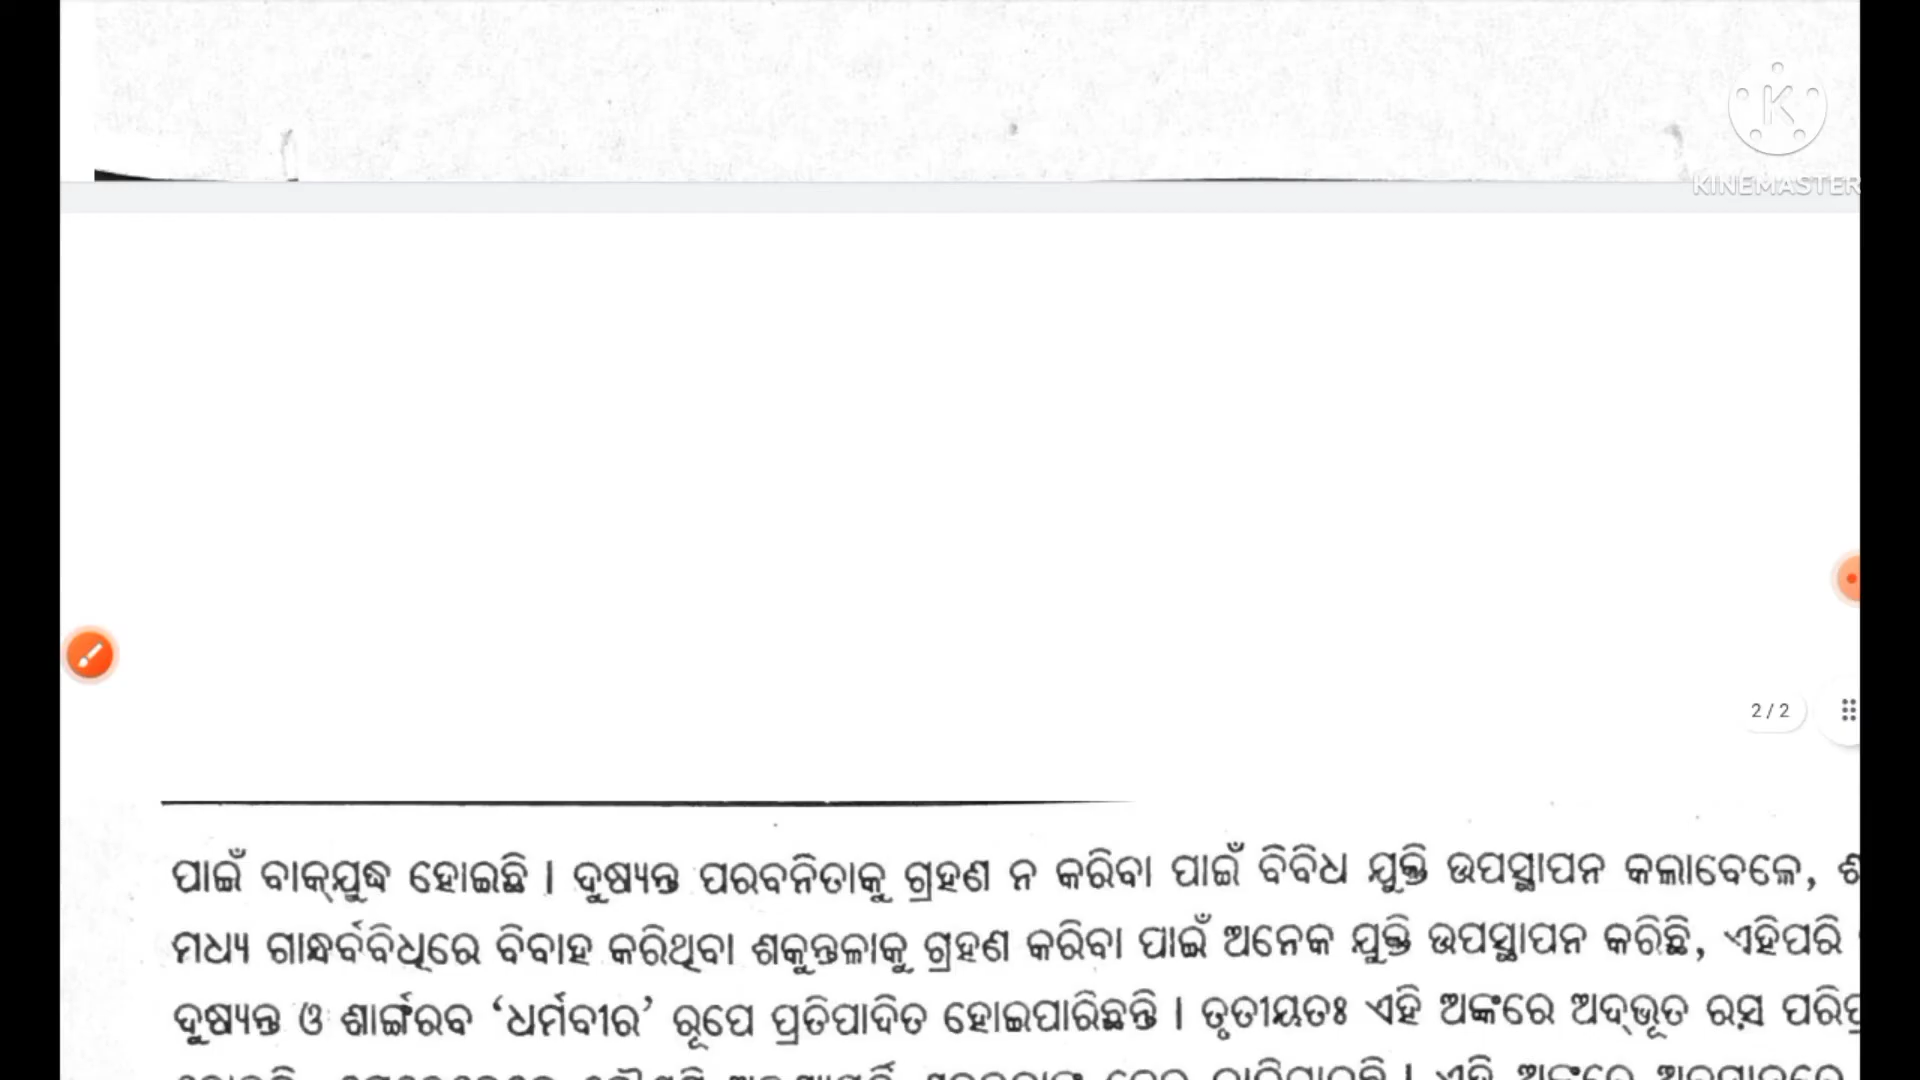 KINEMASTER
2 / 2
ପାଇଁ ବାକ୍‌ଯୁଦ୍ଧ ହୋଇଛି । ଦୁଷ୍ୟନ୍ତ ପରବନିତାକୁ ଗ୍ରହଣ ନ କରିବା ପାଇଁ ବିବିଧ ଯୁକ୍ତି ଉପସ୍ଥାପନ କଲାବେଳେ,
ମଧ୍ୟ ଗାନ୍ଧର୍ବବିଧିରେ ବିବାହ କରିଥିବା ଶକୁନ୍ତଳାକୁ ଗ୍ରହଣ କରିବା ପାଇଁ ଅନେକ ଯୁକ୍ତି ଉପସ୍ଥାପନ କରିଛି, ଏହିପରି
ଦୁଷ୍ୟନ୍ତ ଓ ଶାର୍ଙ୍ଗରବ ‘ଧର୍ମବୀର’ ରୂପେ ପ୍ରତିପାଦିତ ହୋଇପାରିଛନ୍ତି । ତୃତୀୟତଃ ଏହି ଅଙ୍କରେ ଅଦ୍‌ଭୂତ ରସ